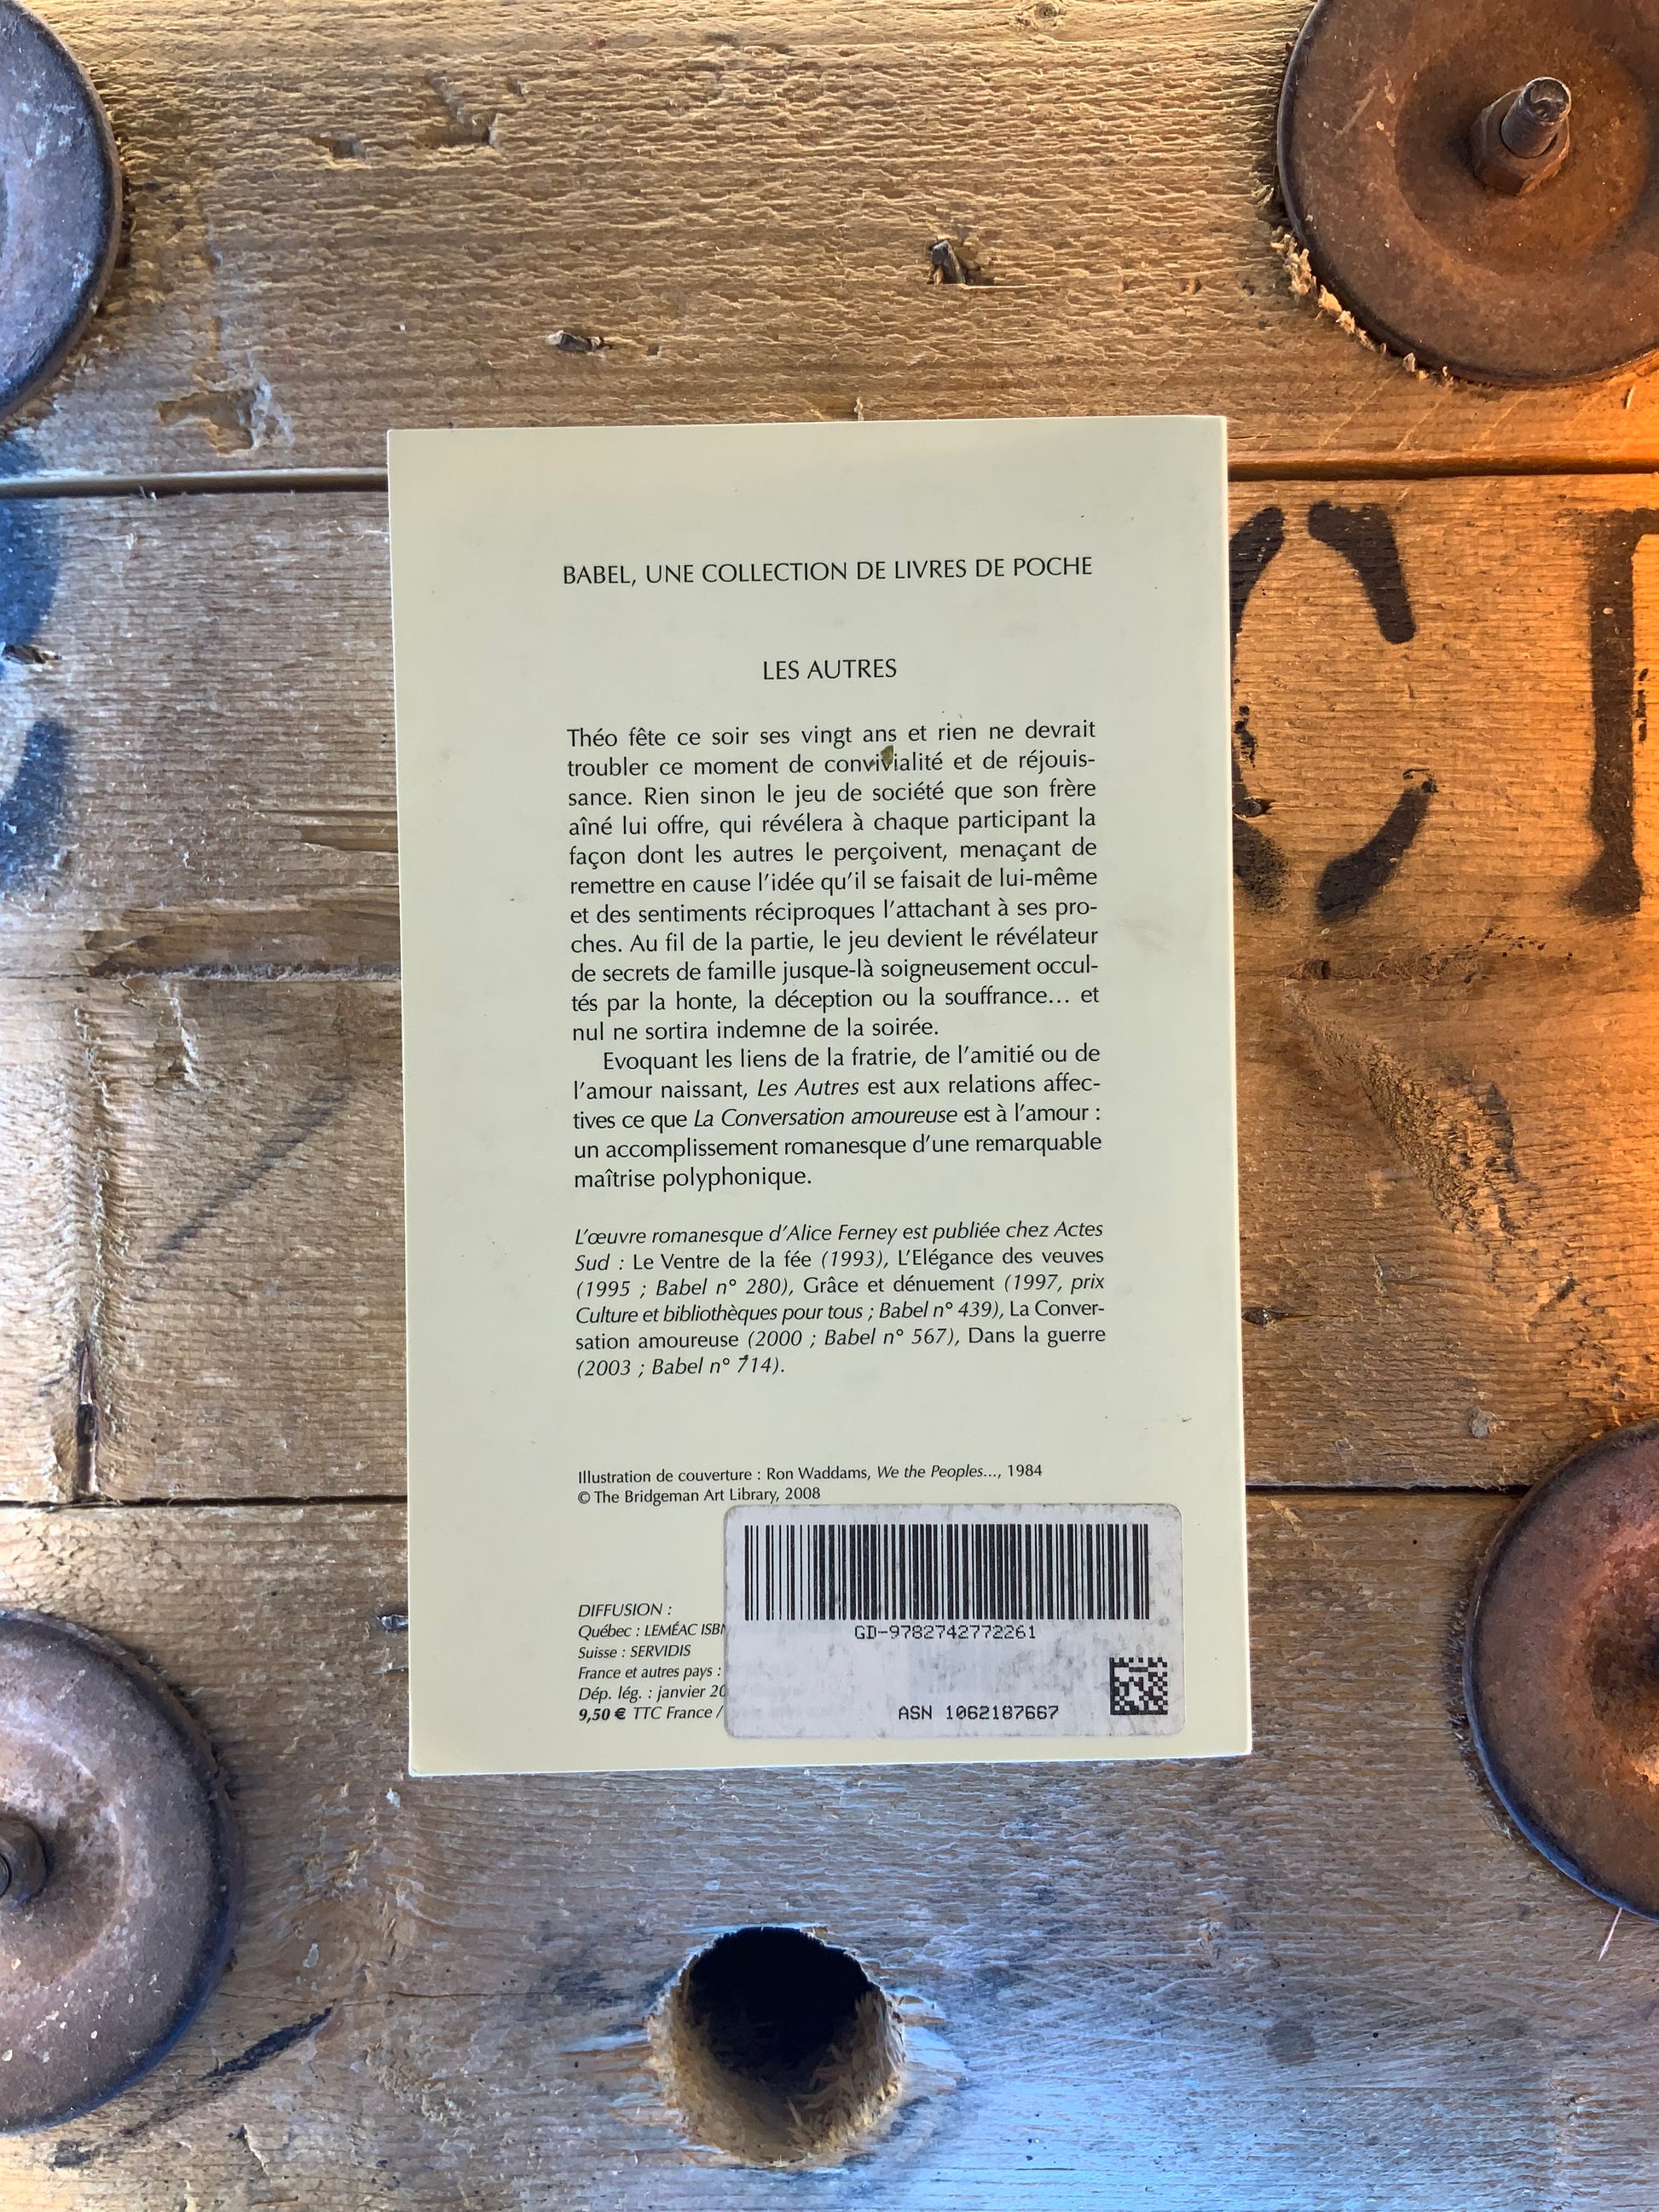 BABEL, UNE COLLECTION DE LIVRES DE POCHE
LES AUTRES
Théo fête ce soir ses vingt ans et rien ne devrait
troubler ce moment de convivialité et de réjouis-
sance. Rien sinon le jeu de société que son frère
aîné lui offre, qui révélera à chaque participant la
façon dont les autres le perçoivent, menaçant de
remettre en cause l'idée qu'il se faisait de lui-même
et des sentiments réciproques l'attachant à ses pro-
ches. Au fil de la partie, le jeu devient le révélateur
de secrets de famille jusque-là soigneusement occul-
tés par la honte, la déception ou la souffrance... et
nul ne sortira indemne de la soirée.
Evoquant les liens de la fratrie, de l'amitié ou de
l'amour naissant, Les Autres est aux relations affec-
tives ce que La Conversation amoureuse est à l'amour :
un accomplissement romanesque d'une remarquable
maîtrise polyphonique.
L'œuvre romanesque d'Alice Ferney est publiée chez Actes
Sud : Le Ventre de la fée (1993), L'Elégance des veuves
(1995 ; Babel n° 280), Grâce et dénuement (1997, prix
Culture et bibliothèques pour tous ; Babel n° 439), La Conver-
sation amoureuse (2000 ; Babel n° 567), Dans la guerre
(2003 ; Babel n° 714).
Illustration de couverture : Ron Waddams, We the Peoples..., 1984
© The Bridgeman Art Library, 2008
DIFFUSION :
Québec : LEMÉAC ISBN
Suisse : SERVIDIS
France et autres pays :
Dép. lég. : janvier 20
9,50 € TTC France /
GD-9782742772261
ASN 1062187667
CT